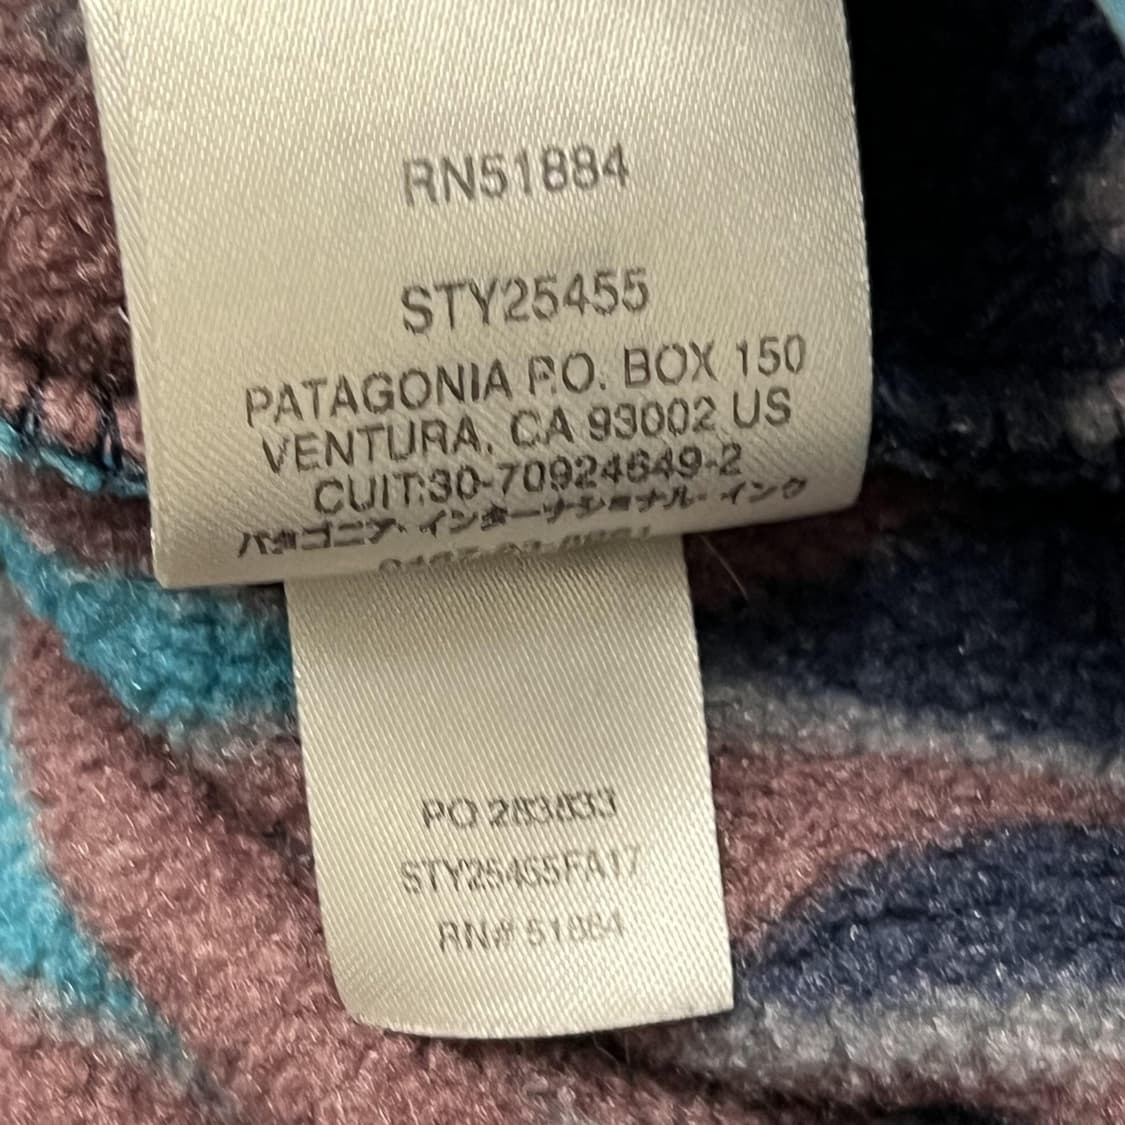 RN51884
STY25455
PATAGONIA P.O. BOX 150
VENTURA, CA 93002 US
CUIT:30-70924649-2
パタゴニア・インターナショナル・インク
STY25455FA17
RN# 51884